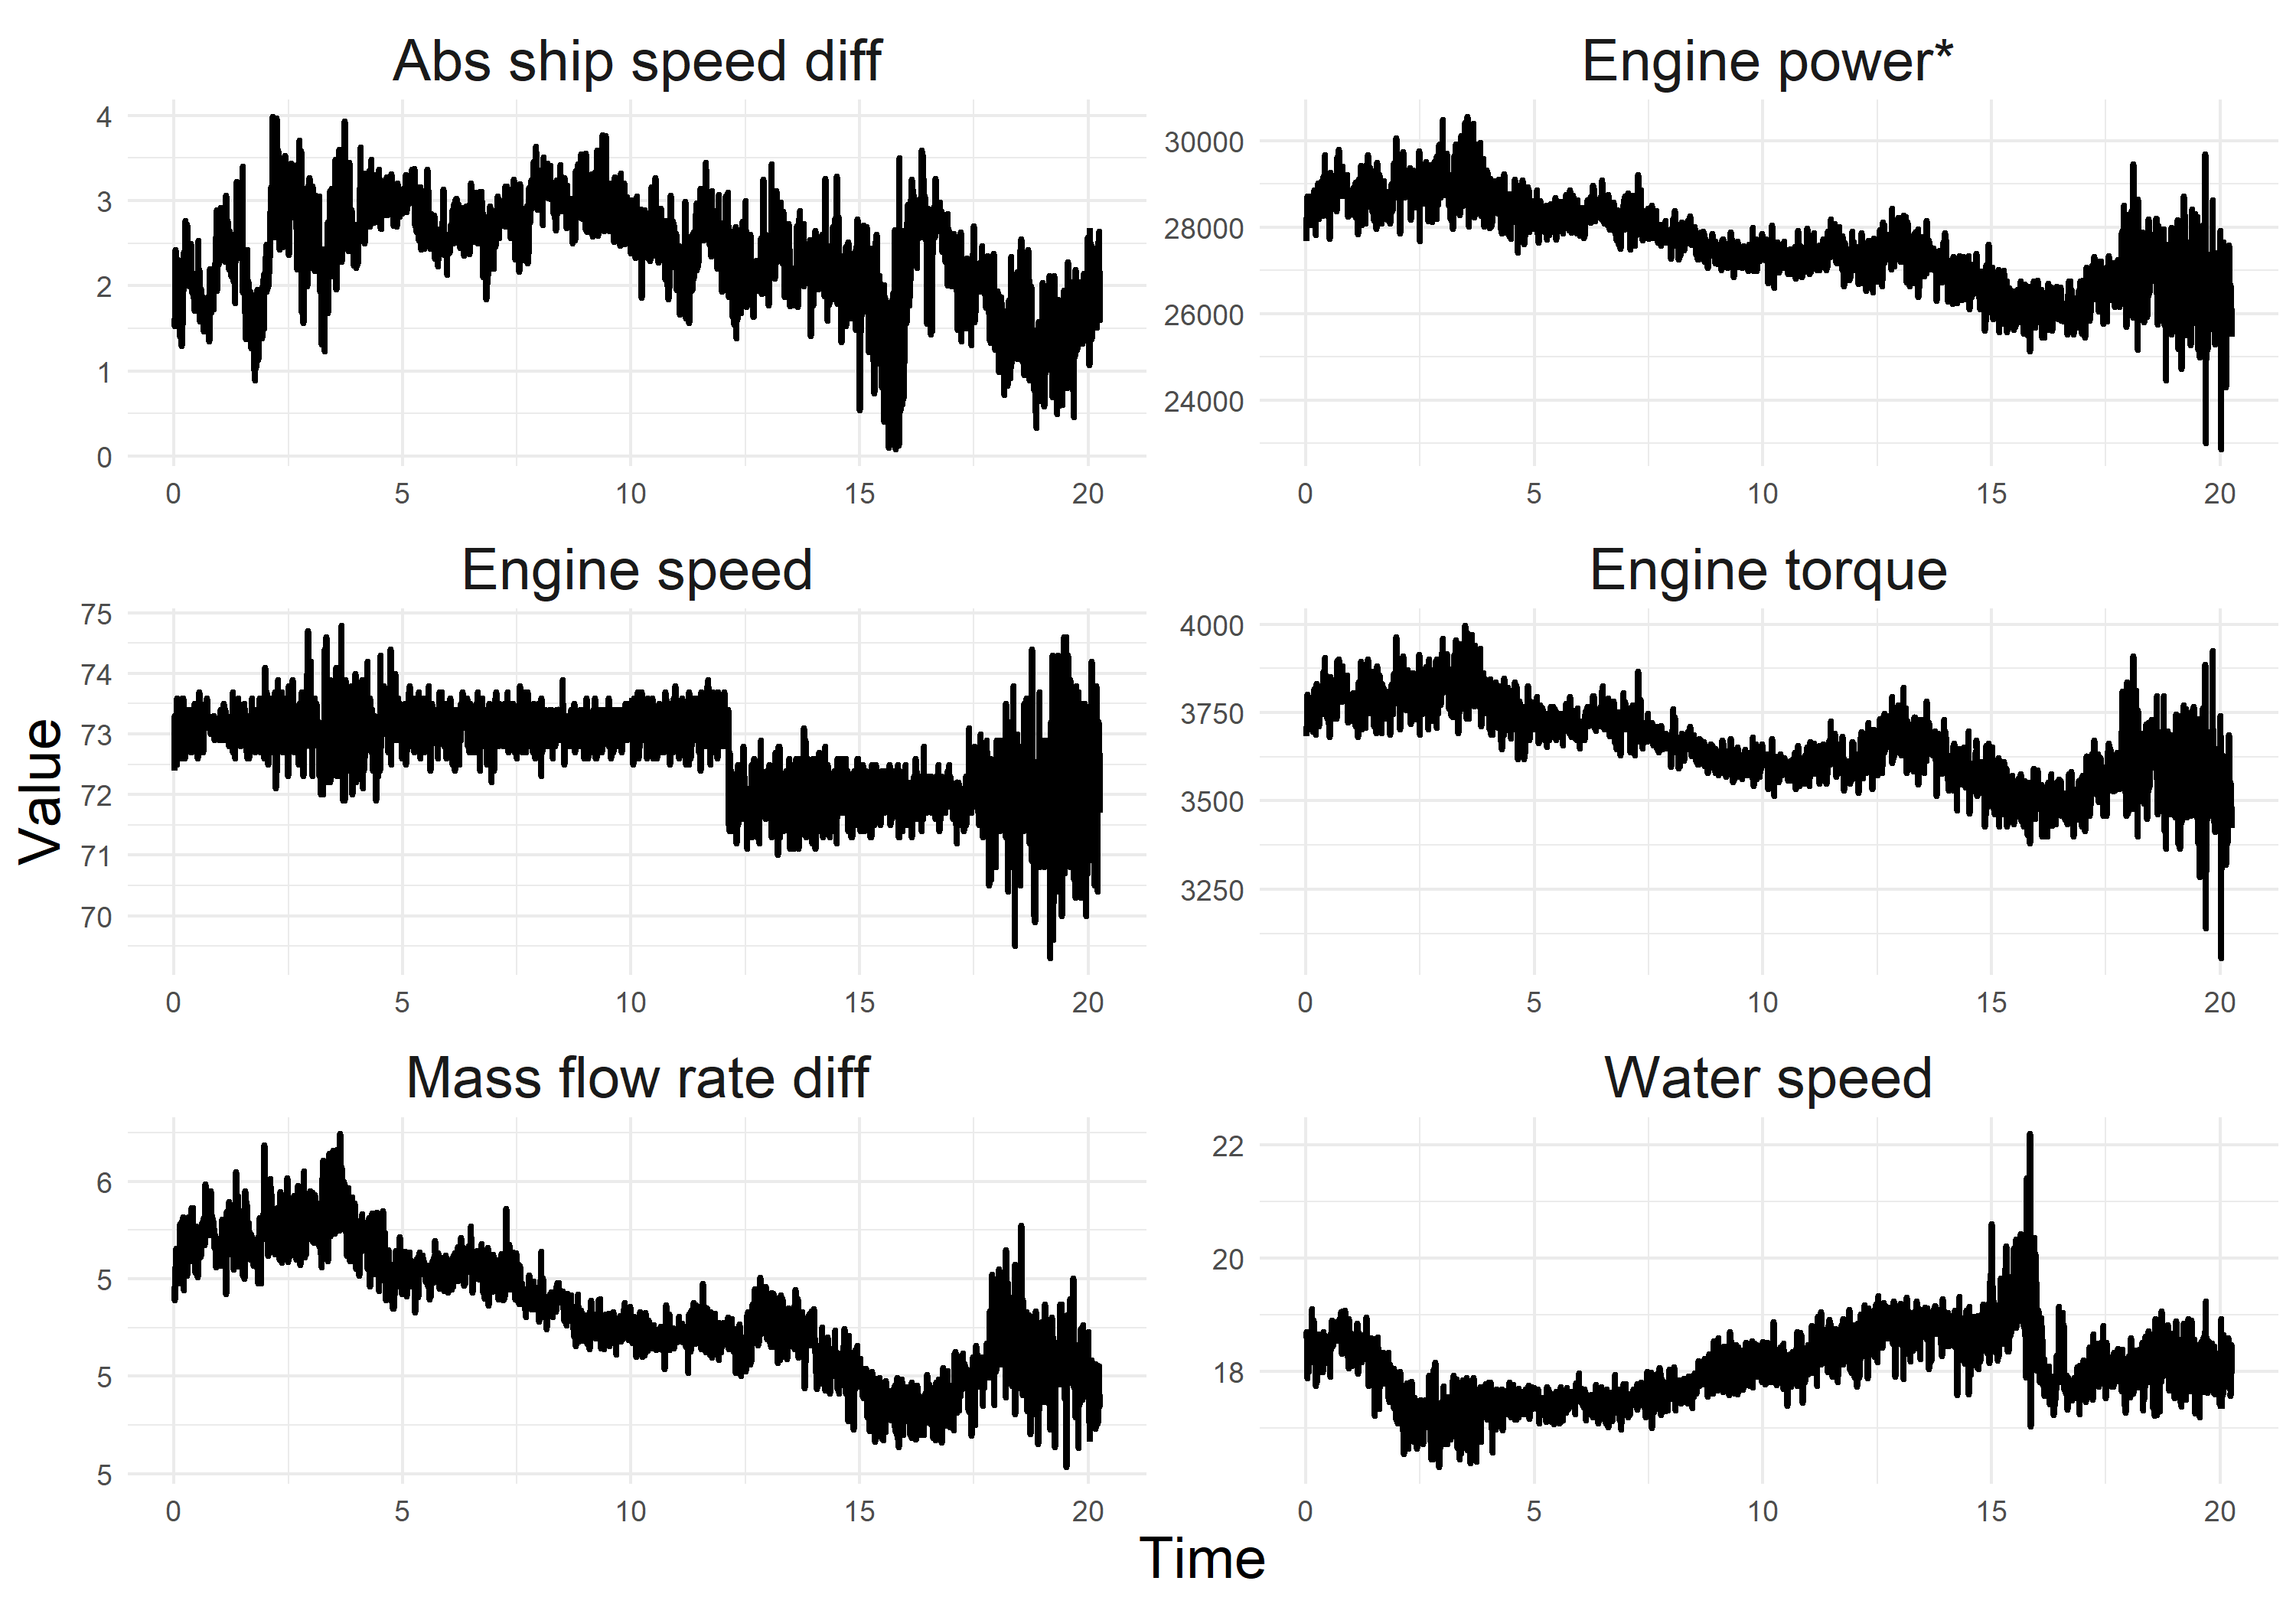 Abs ship speed diff
4
3
2
1
0
0 5 10 15 20
Engine power*
30000
28000
26000
24000
0 5 10 15 20
Engine speed
75
74
73
72
71
70
0 5 10 15 20
Engine torque
4000
3750
3500
3250
0 5 10 15 20
Mass flow rate diff
6
5
5
5
0 5 10 15 20
Water speed
22
20
18
0 5 10 15 20
Value
Time